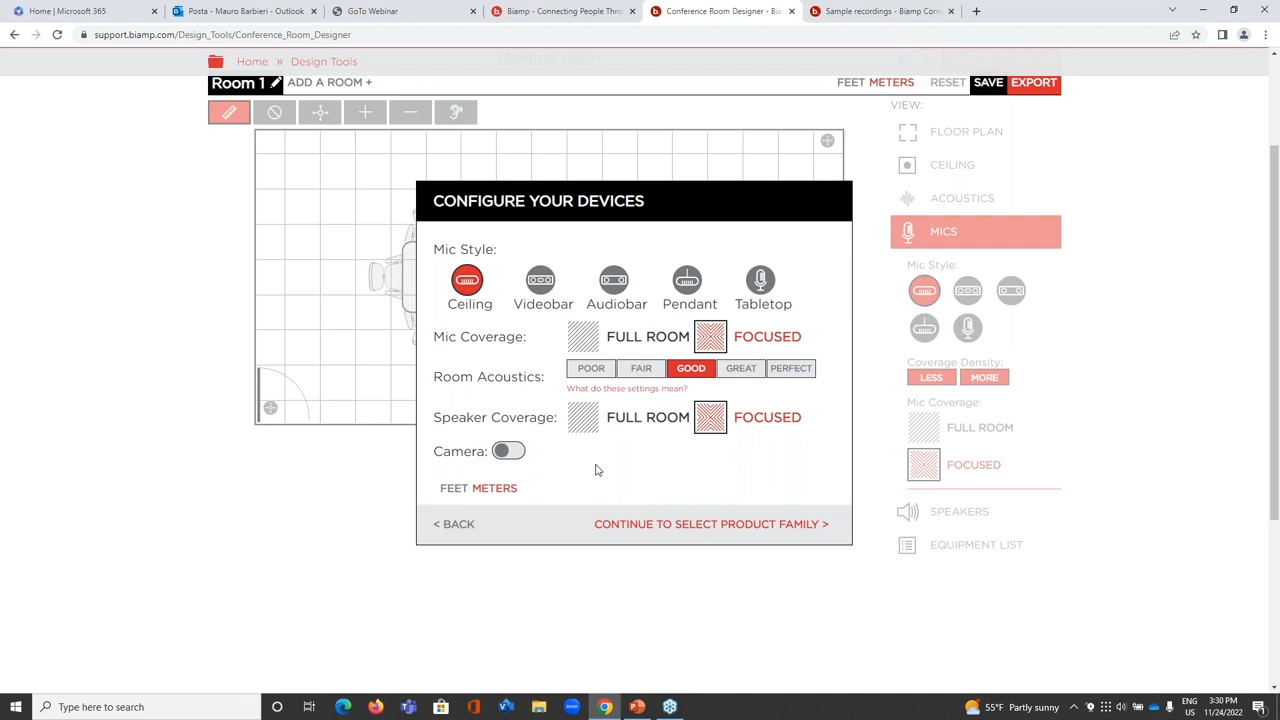 Home - Microsoft 365
Outlook - Mauro Barbieri - Outlook
GoTo Webinar
Biamp - Connecting People Thro
Conference Room Designer - Bi
Sample recordings - Biamp Corn
support.biamp.com/Design_Tools/Conference_Room_Designer
Meeting room
Home » Design Tools
Room 1
ADD A ROOM +
FEET METERS
RESET
SAVE
EXPORT
VIEW:
FLOOR PLAN
CEILING
ACOUSTICS
MICS
Mic Style:
Coverage Density:
LESS
MORE
Mic Coverage:
FULL ROOM
FOCUSED
SPEAKERS
EQUIPMENT LIST
CONFIGURE YOUR DEVICES
Mic Style:
Ceiling
Videobar
Audiobar
Pendant
Tabletop
Mic Coverage:
FULL ROOM
FOCUSED
Room Acoustics:
POOR
FAIR
GOOD
GREAT
PERFECT
What do these settings mean?
Speaker Coverage:
FULL ROOM
FOCUSED
Camera:
FEET METERS
< BACK
CONTINUE TO SELECT PRODUCT FAMILY >
Type here to search
55°F Partly sunny
ENG
US
3:30 PM
11/24/2022